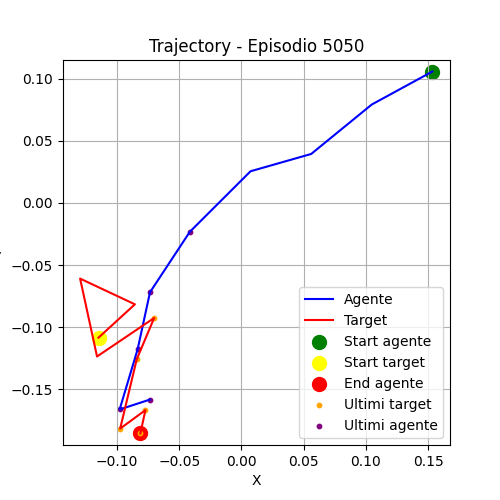 Trajectory - Episodio 5050
0.10
0.05
0.00
−0.05
−0.10
−0.15
−0.10
−0.05
0.00
0.05
0.10
0.15
X
Agente
Target
Start agente
Start target
End agente
Ultimi target
Ultimi agente